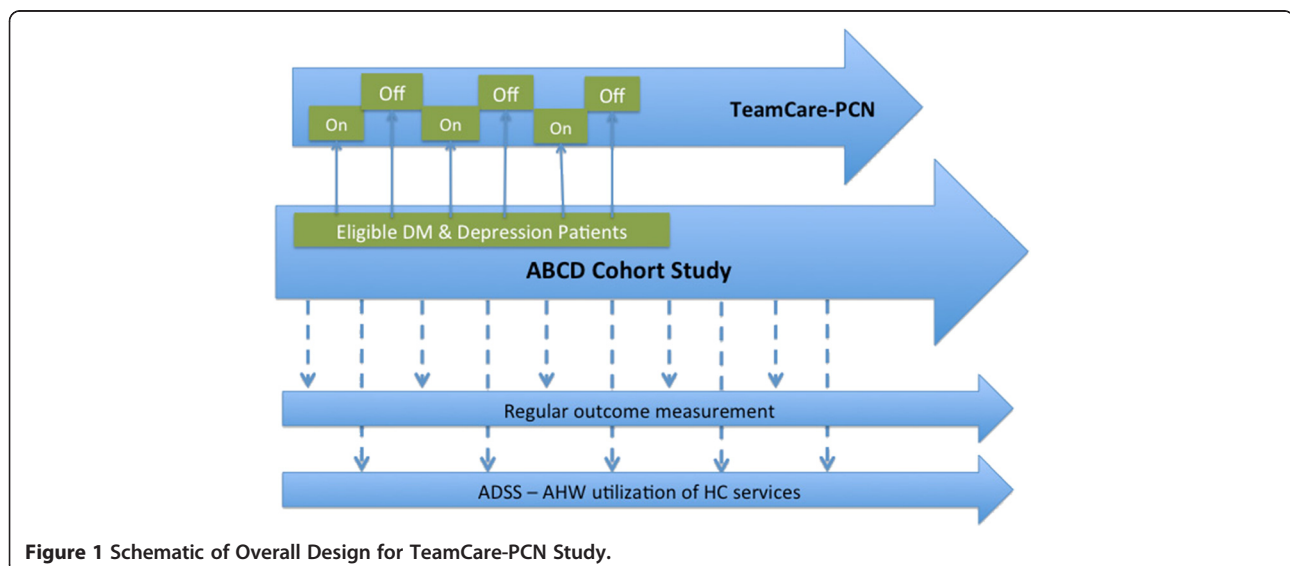 Off Off Off
On On On
TeamCare-PCN
Eligible DM & Depression Patients
ABCD Cohort Study
Regular outcome measurement
ADSS – AHW utilization of HC services
Figure 1 Schematic of Overall Design for TeamCare-PCN Study.